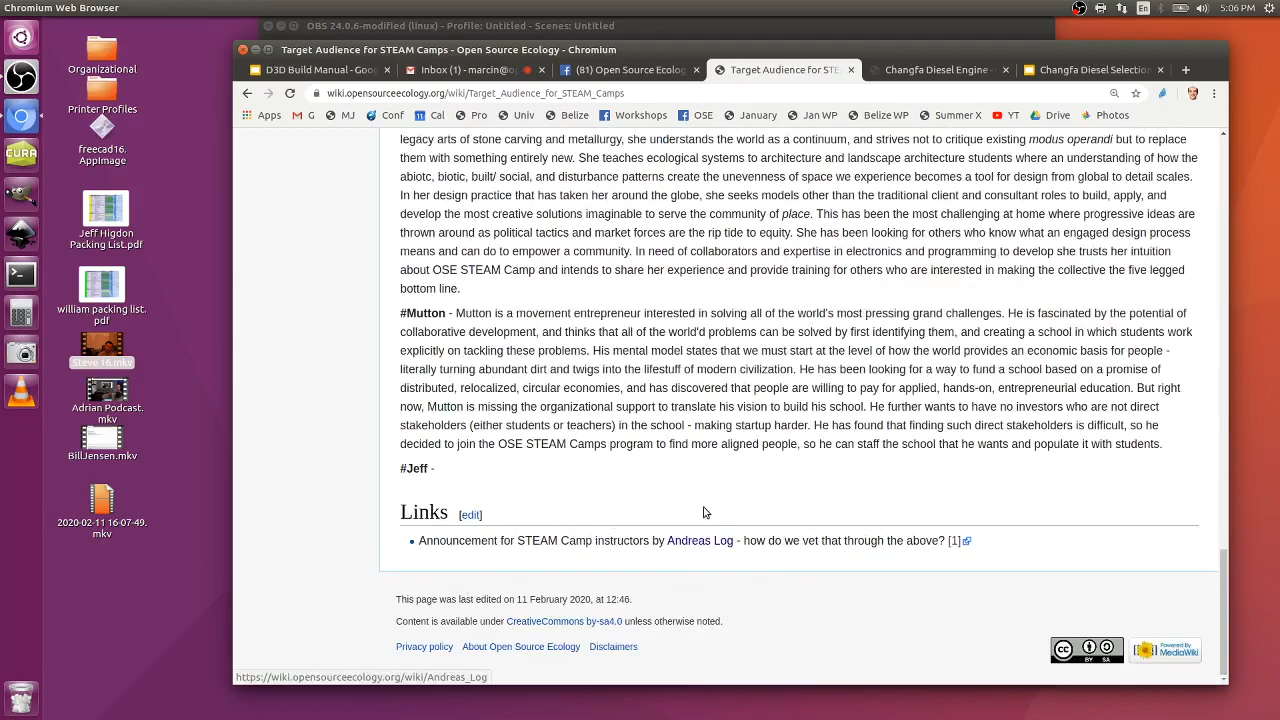 Chromium Web Browser
En
5:06 PM
OBS 24.0.6-modified (linux) - Profile: Untitled - Scenes: Untitled
Target Audience for STEAM Camps - Open Source Ecology - Chromium
D3D Build Manual - Goo
Inbox (1) - marcin@op
(81) Open Source Ecolo
Target Audience for STE
Changfa Diesel Engine -
Changfa Diesel Selection
wiki.opensourceecology.org/wiki/Target_Audience_for_STEAM_Camps
Apps
G
MJ
Conf
Cal
Pro
Univ
Belize
Workshops
OSE
January
Jan WP
Belize WP
Summer X
YT
Drive
Photos
legacy arts of stone carving and metallurgy, she understands the world as a continuum, and strives not to critique existing modus operandi but to replace
them with something entirely new. She teaches ecological systems to architecture and landscape architecture students where an understanding of how the
abiotc, biotic, built/ social, and disturbance patterns create the unevenness of space we experience becomes a tool for design from global to detail scales.
In her design practice that has taken her around the globe, she seeks models other than the traditional client and consultant roles to build, apply, and
develop the most creative solutions imaginable to serve the community of place. This has been the most challenging at home where progressive ideas are
thrown around as political tactics and market forces are the rip tide to equity. She has been looking for others who know what an engaged design process
means and can do to empower a community. In need of collaborators and expertise in electronics and programming to develop she trusts her intuition
about OSE STEAM Camp and intends to share her experience and provide training for others who are interested in making the collective the five legged
bottom line.
#Mutton - Mutton is a movement entrepreneur interested in solving all of the world's most pressing grand challenges. He is fascinated by the potential of
collaborative development, and thinks that all of the world'd problems can be solved by first identifying them, and creating a school in which students work
explicitly on tackling these problems. His mental model states that we must start at the level of how the world provides an economic basis for people -
literally turning abundant dirt and twigs into the lifestuff of modern civilization. He has been looking for a way to fund a school based on a promise of
distributed, relocalized, circular economies, and has discovered that people are willing to pay for applied, hands-on, entrepreneurial education. But right
now, Mutton is missing the organizational support to translate his vision to build his school. He further wants to have no investors who are not direct
stakeholders (either students or teachers) in the school - making startup harder. He has found that finding such direct stakeholders is difficult, so he
decided to join the OSE STEAM Camps program to find more aligned people, so he can staff the school that he wants and populate it with students.
#Jeff -
Links [edit]
Announcement for STEAM Camp instructors by Andreas Log - how do we vet that through the above? [1]
This page was last edited on 11 February 2020, at 12:46.
Content is available under CreativeCommons by-sa4.0 unless otherwise noted.
Privacy policy
About Open Source Ecology
Disclaimers
cc
BY SA
Powered By
MediaWiki
https://wiki.opensourceecology.org/wiki/Andreas_Log
Organizational
Printer Profiles
freecad16.
AppImage
Jeff Higdon
Packing List.pdf
william packing list.
pdf
Steve 16.mkv
Adrian Podcast.
mkv
BillJensen.mkv
2020-02-11 16-07-49.
mkv
CURA